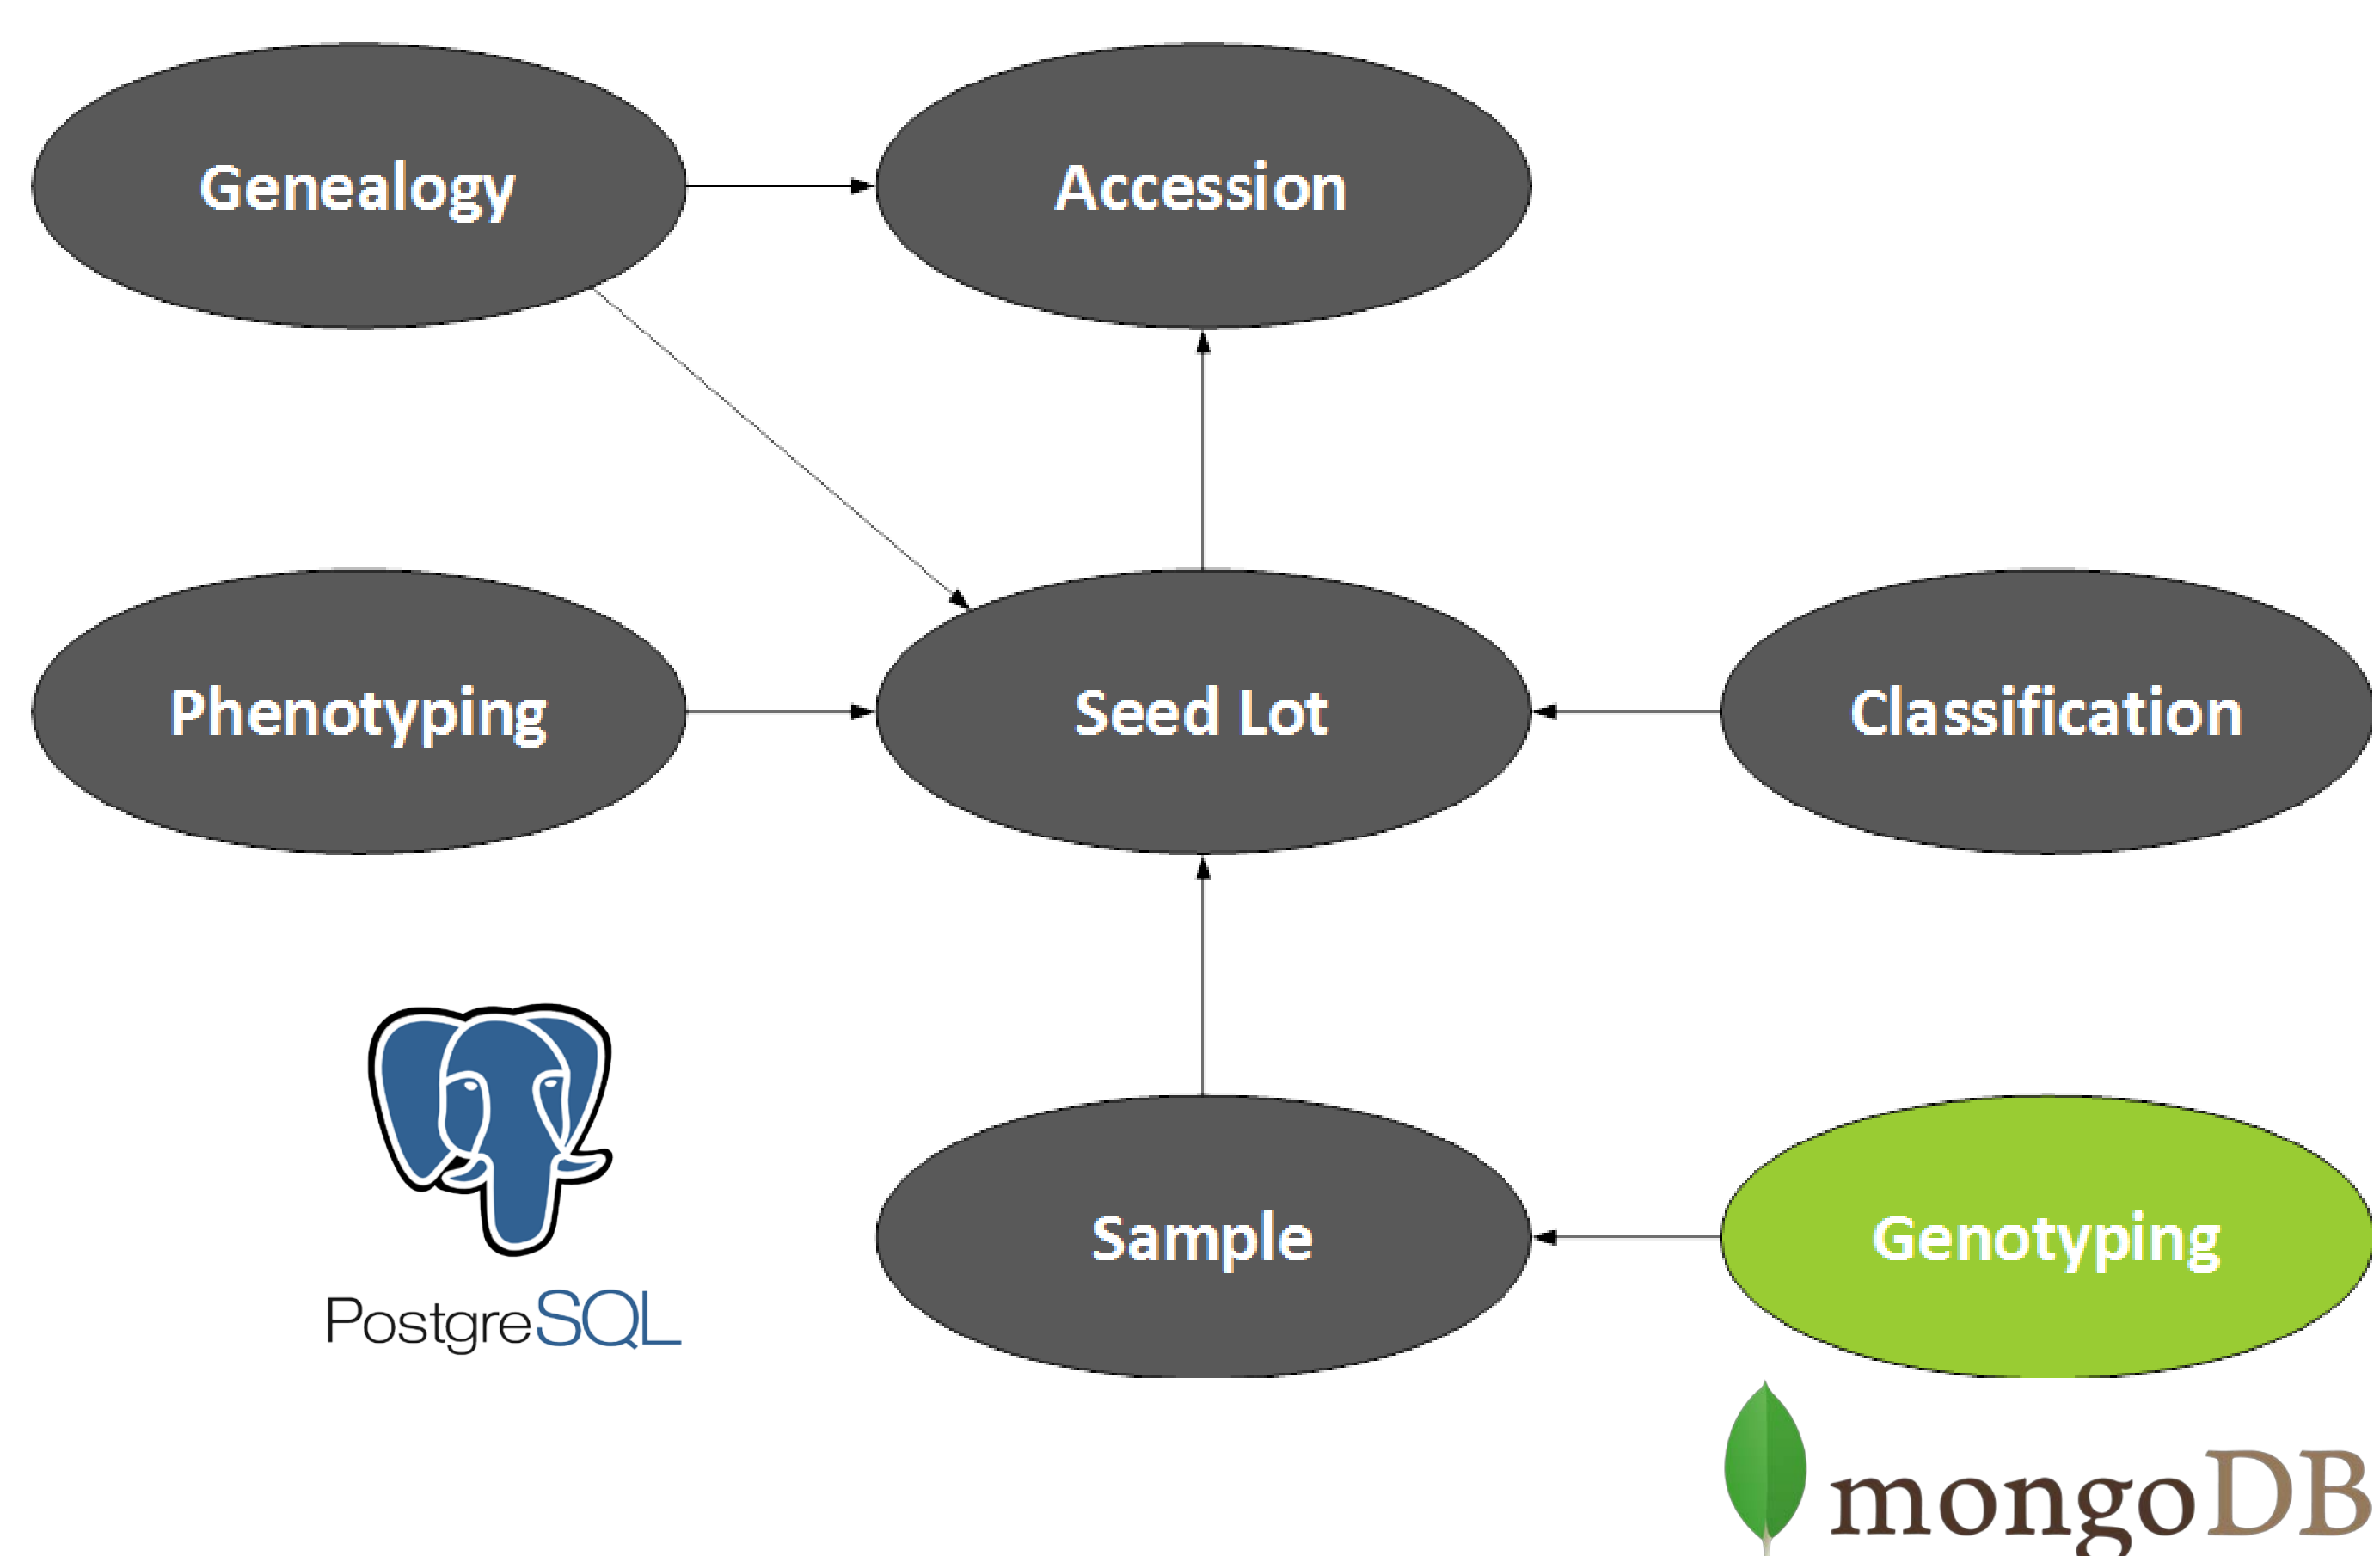 Genealogy
Accession
Phenotyping
Seed Lot
Classification
Sample
Genotyping
PostgreSQL
mongoDB